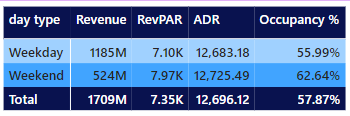 day type Revenue RevPAR ADR Occupancy %
Weekday 1185M 7.10K 12,683.18 55.99%
Weekend 524M 7.97K 12,725.49 62.64%
Total 1709M 7.35K 12,696.12 57.87%